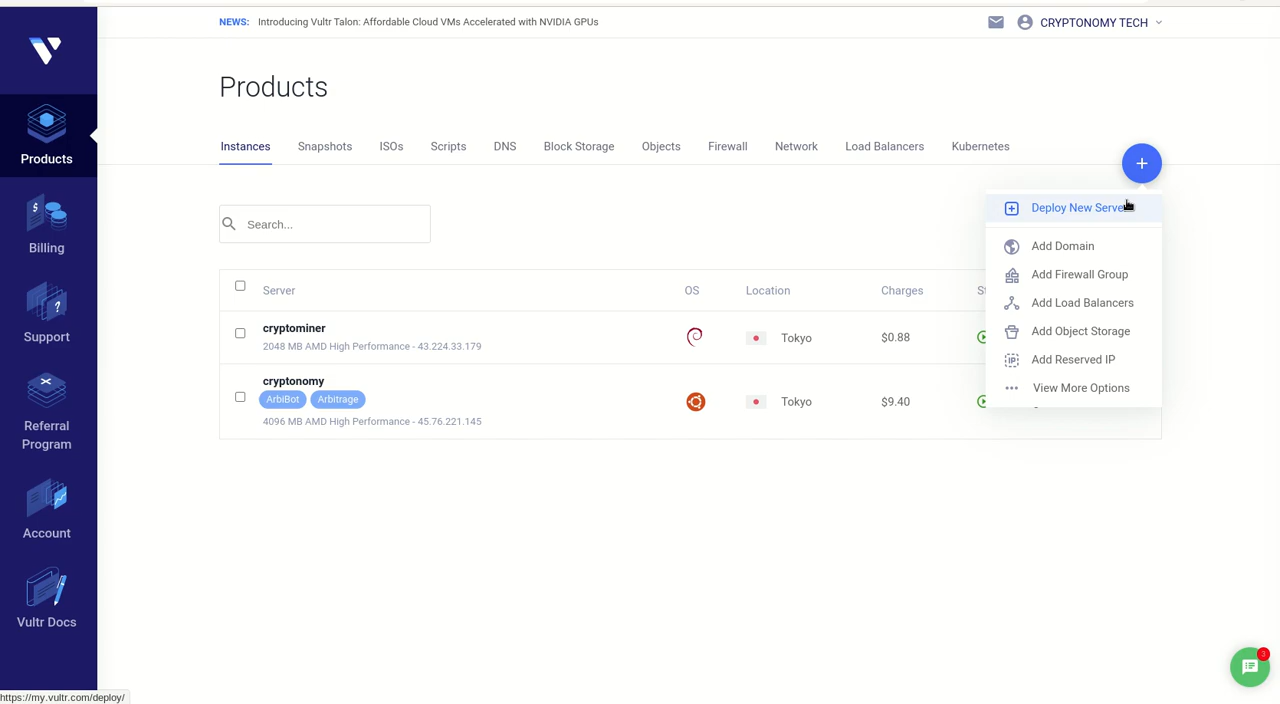 NEWS: Introducing Vultr Talon: Affordable Cloud VMs Accelerated with NVIDIA GPUs
CRYPTONOMY TECH
Products
Products
Billing
Support
Referral
Program
Account
Vultr Docs
Instances Snapshots ISOs Scripts DNS Block Storage Objects Firewall Network Load Balancers Kubernetes
+
Search...
Deploy New Serve
Add Domain
Add Firewall Group
Add Load Balancers
Add Object Storage
IP Add Reserved IP
View More Options
Server OS Location Charges
cryptominer
2048 MB AMD High Performance - 43.224.33.179
Tokyo $0.88
cryptonomy
ArbiBot Arbitrage
4096 MB AMD High Performance - 45.76.221.145
Tokyo $9.40
3
https://my.vultr.com/deploy/